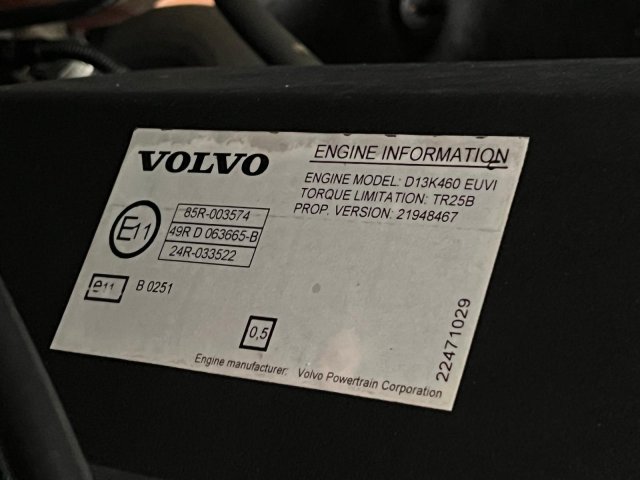 VOLVO
ENGINE INFORMATION
ENGINE MODEL: D13K460 EUVI
TORQUE LIMITATION: TR25B
PROP. VERSION: 21948467
E11
85R-003574
49R D 063665-B
24R-033522
e11 B 0251
0,5
22471029
Engine manufacturer: Volvo Powertrain Corporation